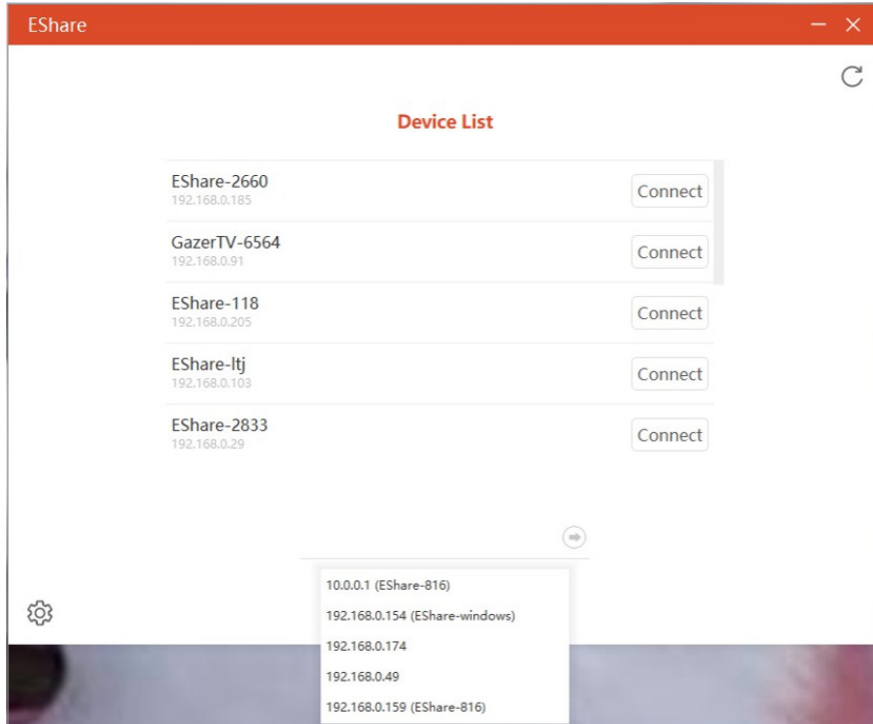 EShare
Device List
EShare-2660
192.168.0.185
Connect
GazerTV-6564
192.168.0.91
Connect
EShare-118
192.168.0.205
Connect
EShare-ltj
192.168.0.103
Connect
EShare-2833
192.168.0.29
Connect
10.0.0.1 (EShare-816)
192.168.0.154 (EShare-windows)
192.168.0.174
192.168.0.49
192.168.0.159 (EShare-816)